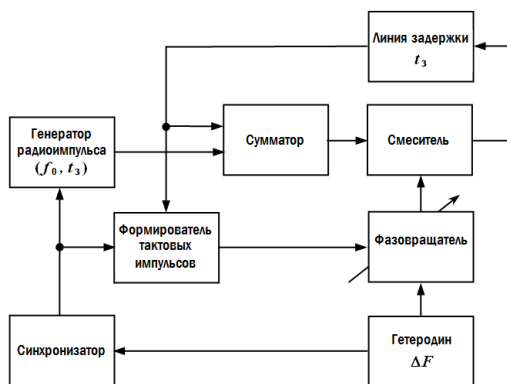 Линия задержки
t₃
Генератор
радиоимпульса
(f₀, t₃)
Сумматор
Смеситель
Формирователь
тактовых
импульсов
Фазовращатель
Синхронизатор
Гетеродин
ΔF